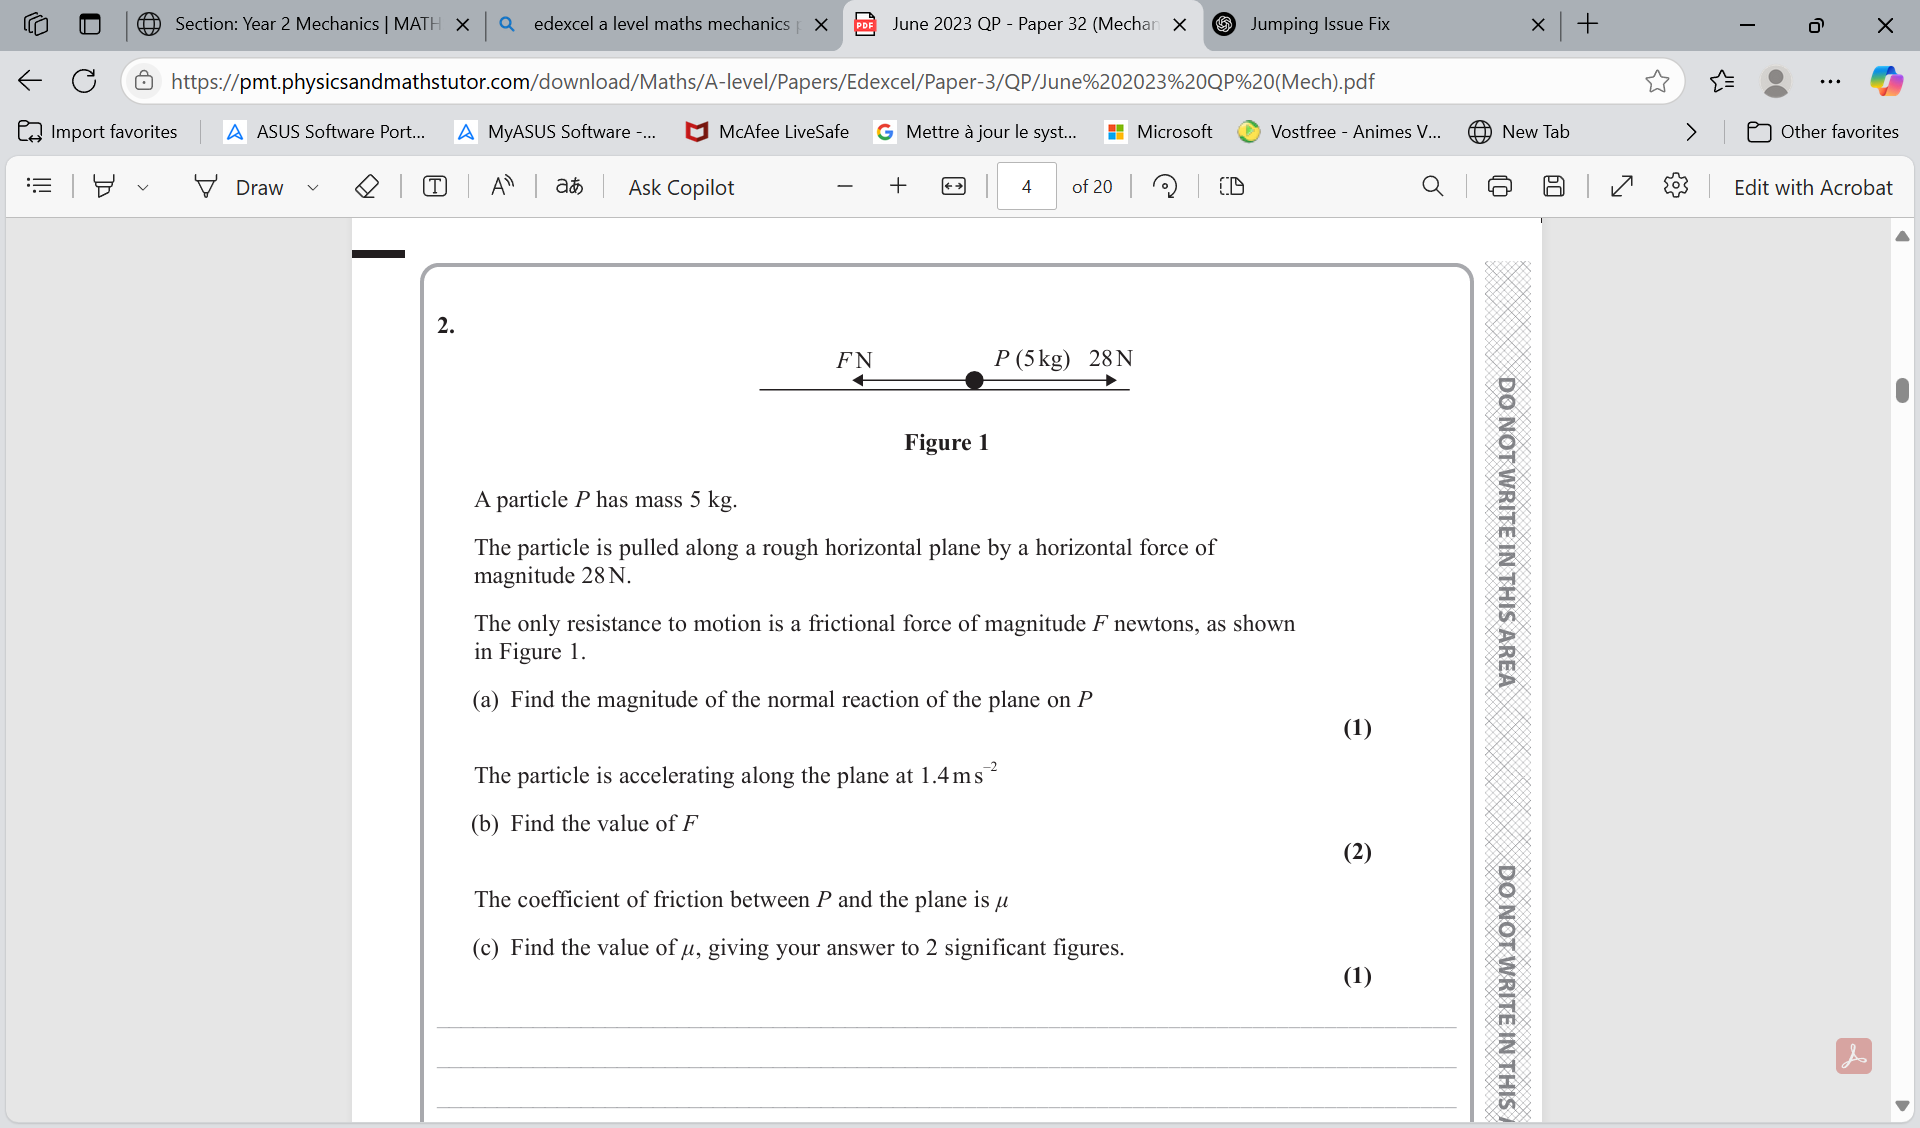 Section: Year 2 Mechanics | MATH
edexcel a level maths mechanics p
June 2023 QP - Paper 32 (Mechan
Jumping Issue Fix
https://pmt.physicsandmathstutor.com/download/Maths/A-level/Papers/Edexcel/Paper-3/QP/June%202023%20QP%20(Mech).pdf
Import favorites
ASUS Software Port...
MyASUS Software -...
McAfee LiveSafe
Mettre à jour le syst...
Microsoft
Vostfree - Animes V...
New Tab
Other favorites
Draw
aあ
Ask Copilot
4
of 20
Edit with Acrobat
2.
F N
P (5 kg) 28 N
Figure 1
A particle P has mass 5 kg.
The particle is pulled along a rough horizontal plane by a horizontal force of
magnitude 28 N.
The only resistance to motion is a frictional force of magnitude F newtons, as shown
in Figure 1.
(a) Find the magnitude of the normal reaction of the plane on P
(1)
The particle is accelerating along the plane at 1.4 m s⁻²
(b) Find the value of F
(2)
The coefficient of friction between P and the plane is μ
(c) Find the value of μ, giving your answer to 2 significant figures.
(1)
DO NOT WRITE IN THIS AREA
DO NOT WRITE IN THIS A